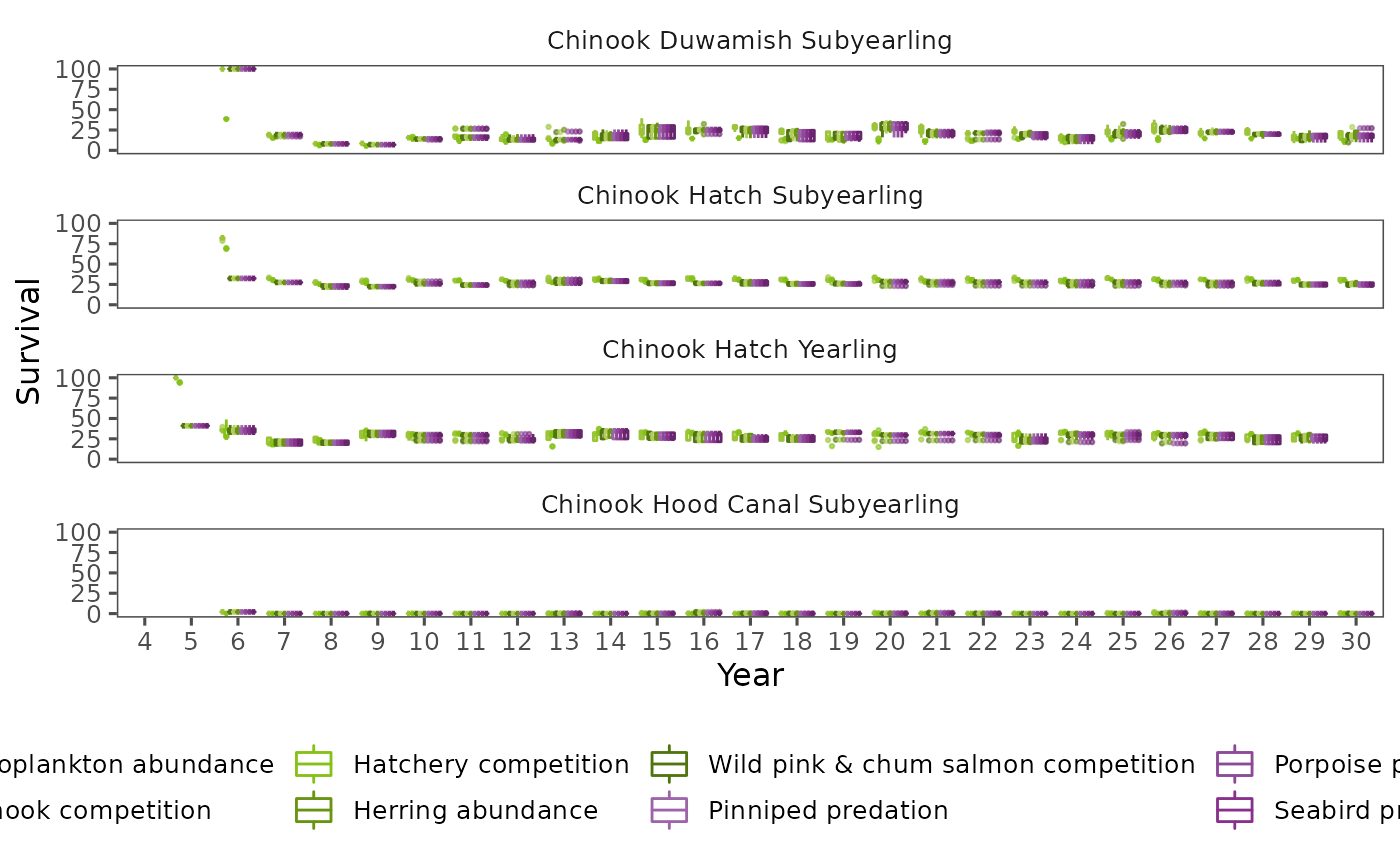 Chinook Duwamish Subyearling
100
75
50
25
0
Chinook Hatch Subyearling
100
75
50
25
0
Chinook Hatch Yearling
100
75
50
25
0
Chinook Hood Canal Subyearling
100
75
50
25
0
Survival
4 5 6 7 8 9 10 11 12 13 14 15 16 17 18 19 20 21 22 23 24 25 26 27 28 29 30
Year
oplankton abundance Hatchery competition Wild pink & chum salmon competition Porpoise p
ook competition Herring abundance Pinniped predation Seabird pr